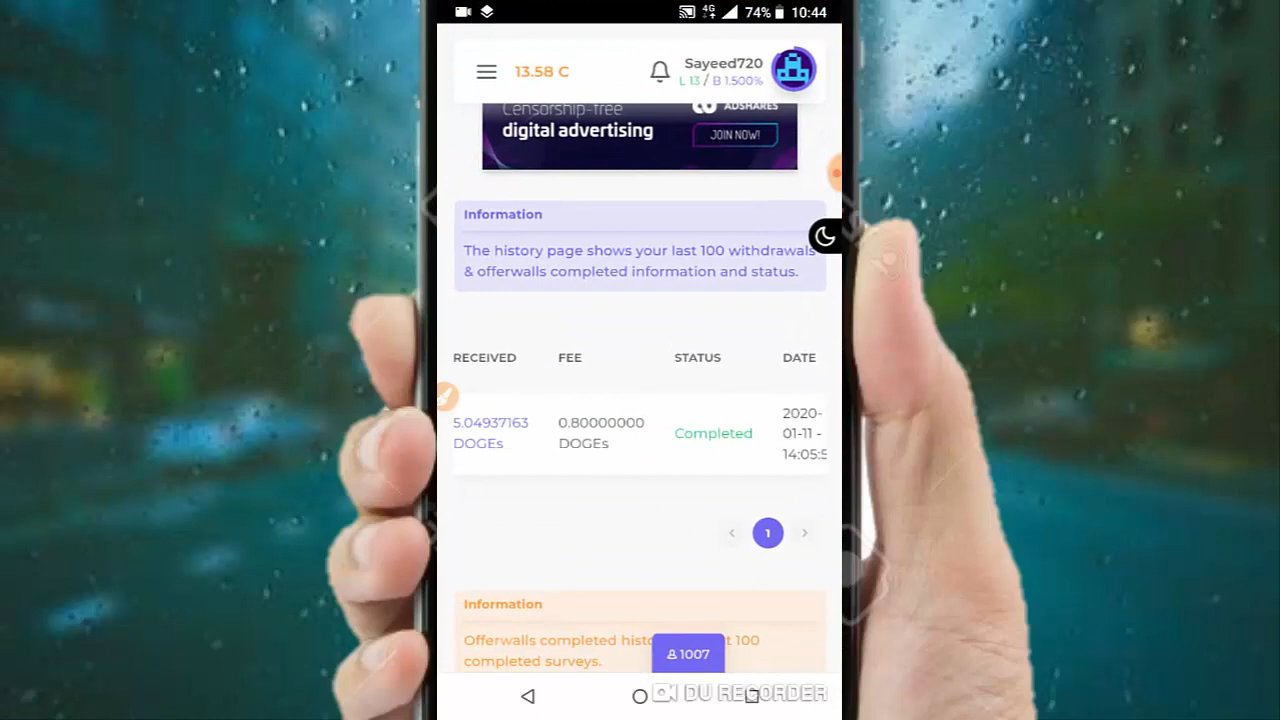 74% 10:44
4G
13.58 C
Sayeed720
L 13 / B 1.500%
Censorship-free
digital advertising
ADSHARES
JOIN NOW!
Information
The history page shows your last 100 withdrawals
& offerwalls completed information and status.
RECEIVED FEE STATUS DATE
5.04937163 DOGEs
0.80000000 DOGEs
Completed
2020-
01-11 -
14:05:5
1
Information
Offerwalls completed 100
completed surveys.
1007
DU RECORDER